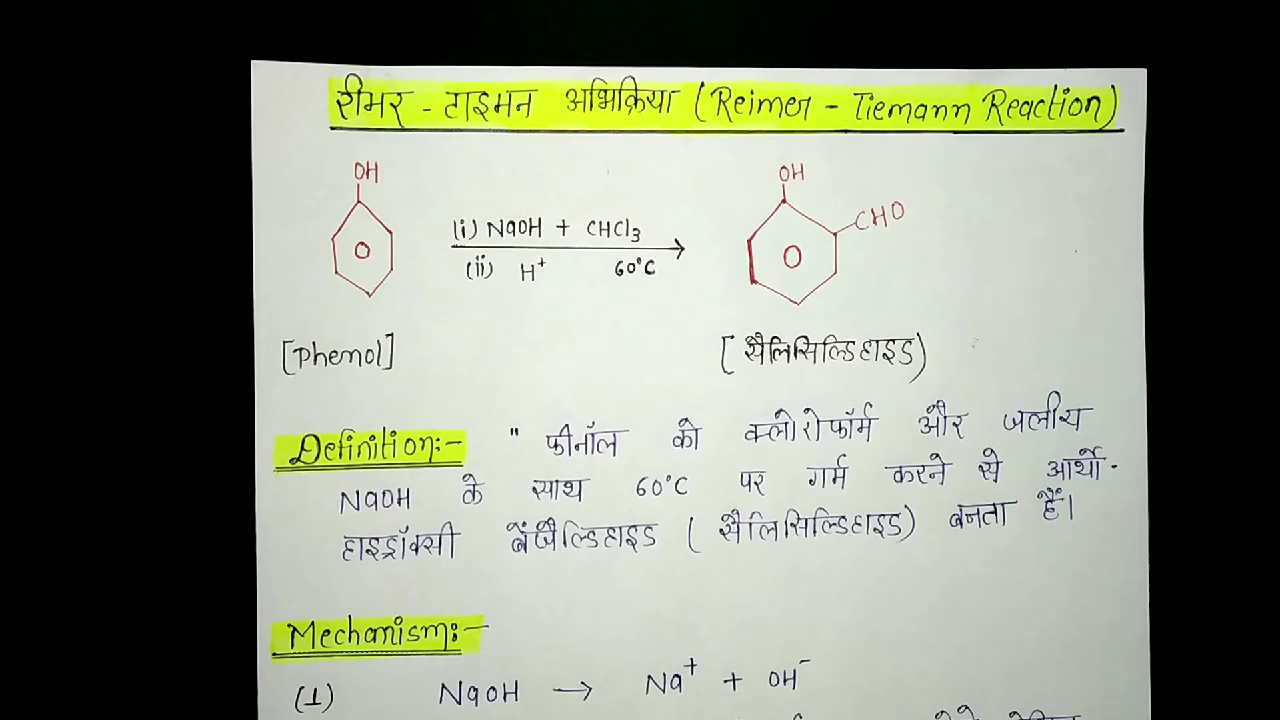 रीमर - टाइमन अभिक्रिया (Reimer - Tiemann Reaction)
OH
OH
CHO
(i) NaOH + CHCl₃
(ii) H⁺ 60°C
[Phenol]
[सैलिसिल्डिहाइड)
Definition:- " फीनॉल को क्लोरोफॉर्म और जलीय
NaOH के साथ 60°C पर गर्म करने से आर्थो-
हाइड्रॉक्सी बेंजैल्डिहाइड ( सैलिसिल्डिहाइड) बनता हैं।
Mechanism:-
(1) NaOH → Na⁺ + OH⁻